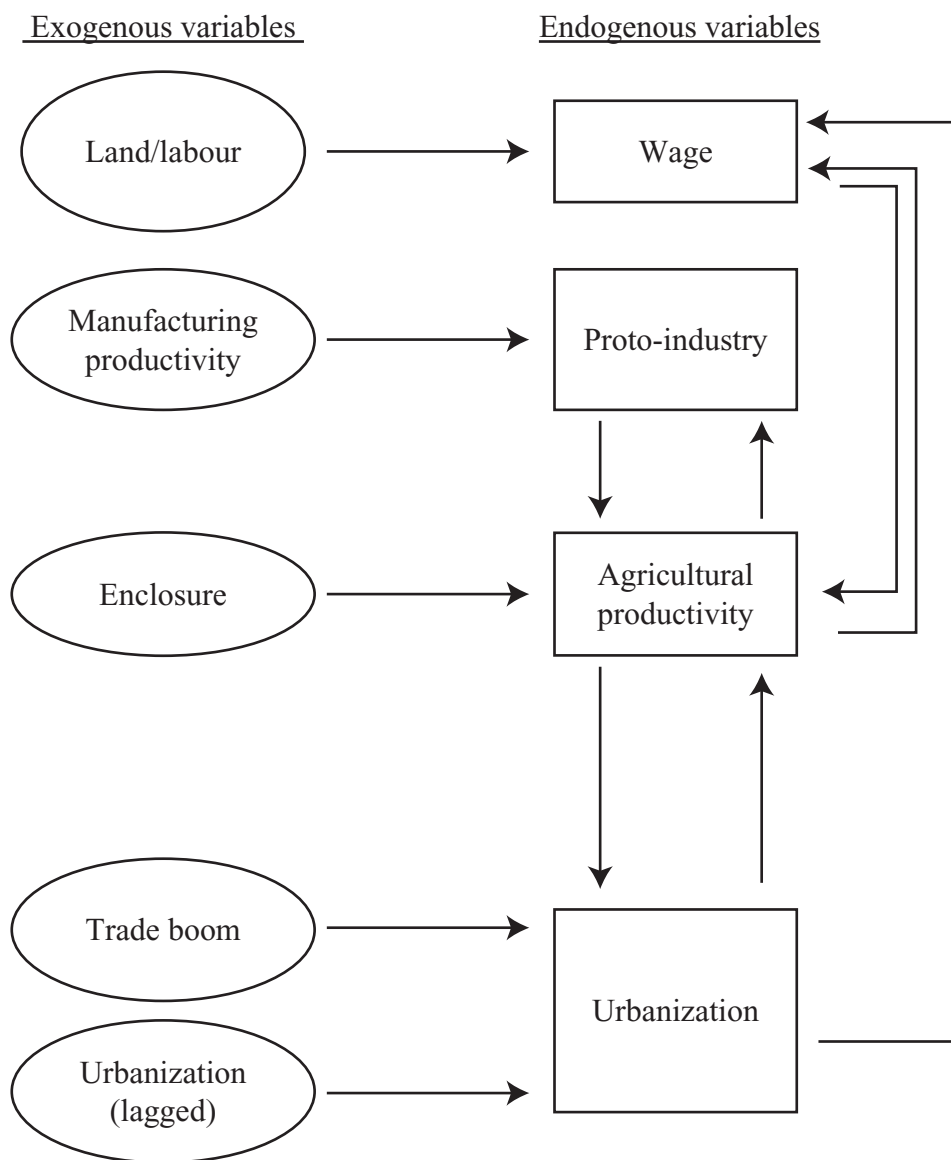 Exogenous variables
Endogenous variables
Land/labour
Wage
Manufacturing
productivity
Proto-industry
Enclosure
Agricultural
productivity
Trade boom
Urbanization
Urbanization
(lagged)